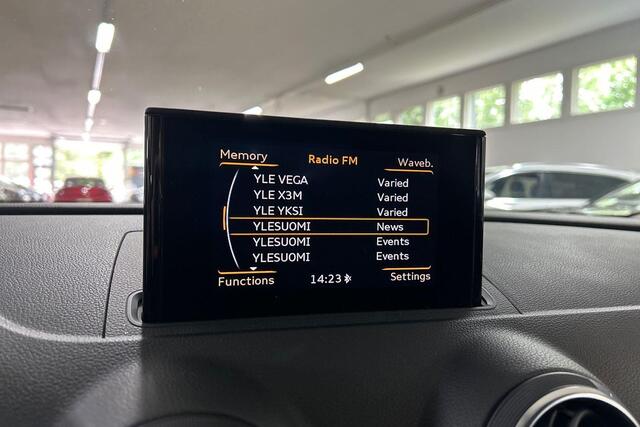 Memory Radio FM Waveb.
YLE VEGA Varied
YLE X3M Varied
YLE YKSI Varied
YLESUOMI News
YLESUOMI Events
YLESUOMI Events
Functions 14:23 Settings